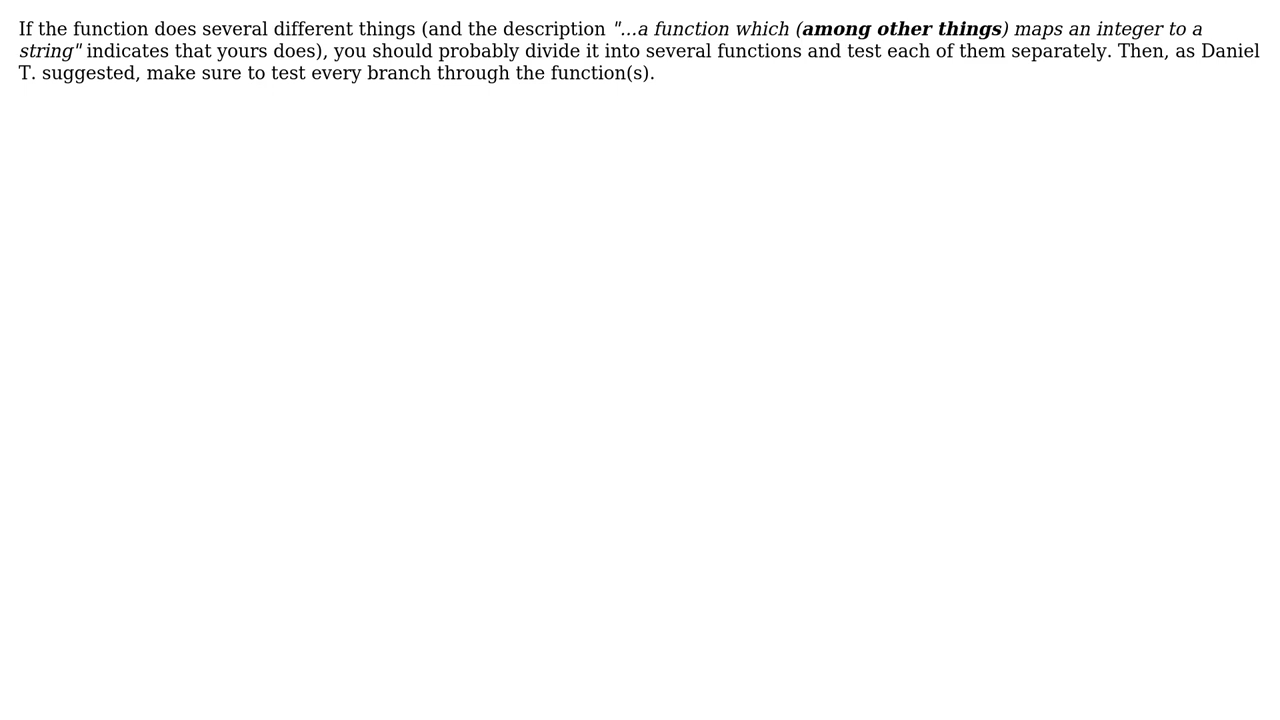 If the function does several different things (and the description "...a function which (among other things) maps an integer to a
string" indicates that yours does), you should probably divide it into several functions and test each of them separately. Then, as Daniel
T. suggested, make sure to test every branch through the function(s).